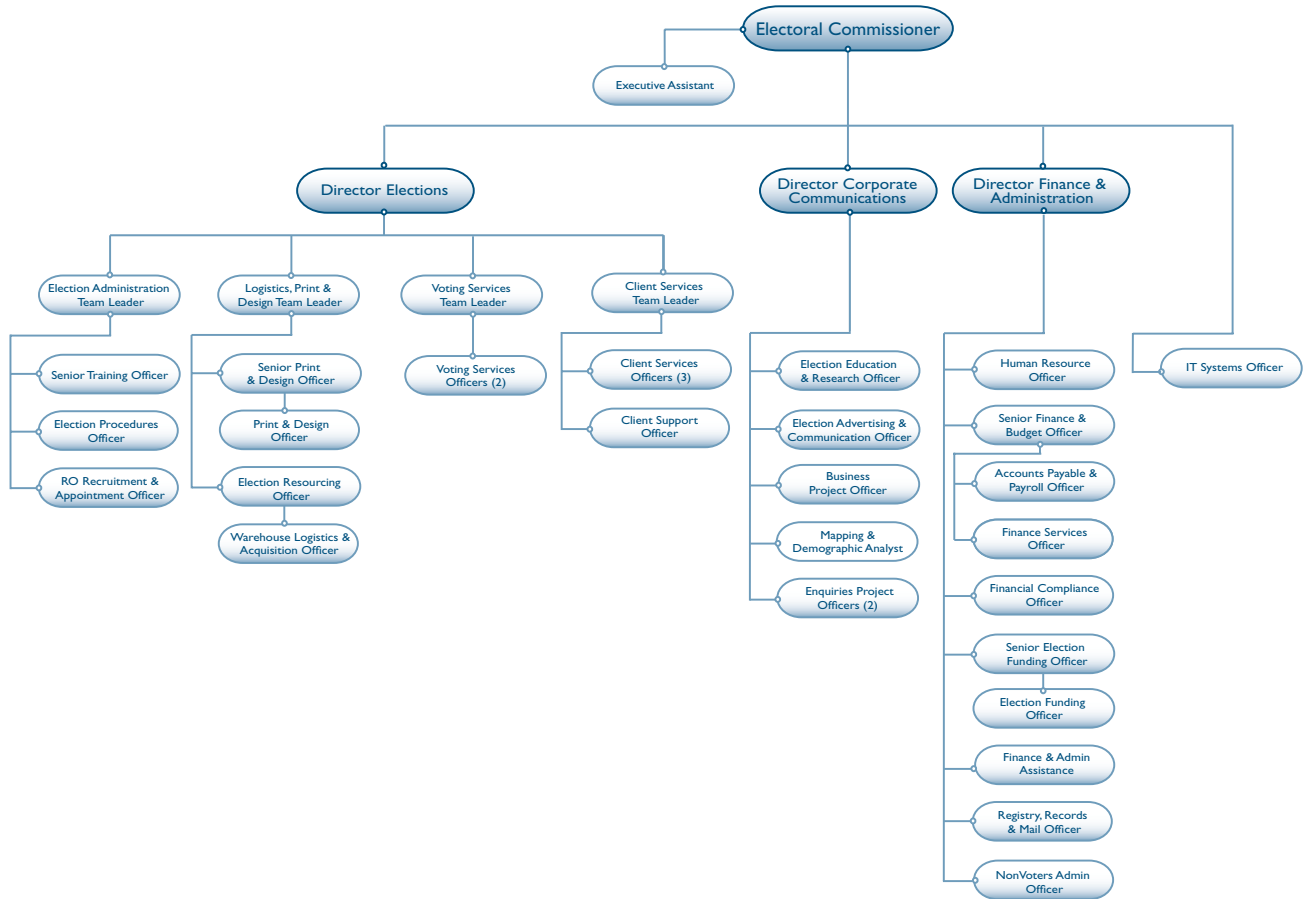 Electoral Commissioner
Executive Assistant
Director Elections
Director Corporate
Communications
Director Finance &
Administration
Election Administration
Team Leader
Logistics, Print &
Design Team Leader
Voting Services
Team Leader
Client Services
Team Leader
Senior Training Officer
Election Procedures
Officer
RO Recruitment &
Appointment Officer
Senior Print
& Design Officer
Print & Design
Officer
Election Resourcing
Officer
Warehouse Logistics &
Acquisition Officer
Voting Services
Officers (2)
Client Services
Officers (3)
Client Support
Officer
Election Education
& Research Officer
Election Advertising &
Communication Officer
Business
Project Officer
Mapping &
Demographic Analyst
Enquiries Project
Officers (2)
Human Resource
Officer
Senior Finance &
Budget Officer
Accounts Payable &
Payroll Officer
Finance Services
Officer
Financial Compliance
Officer
Senior Election
Funding Officer
Election Funding
Officer
Finance & Admin
Assistance
Registry, Records
& Mail Officer
NonVoters Admin
Officer
IT Systems Officer